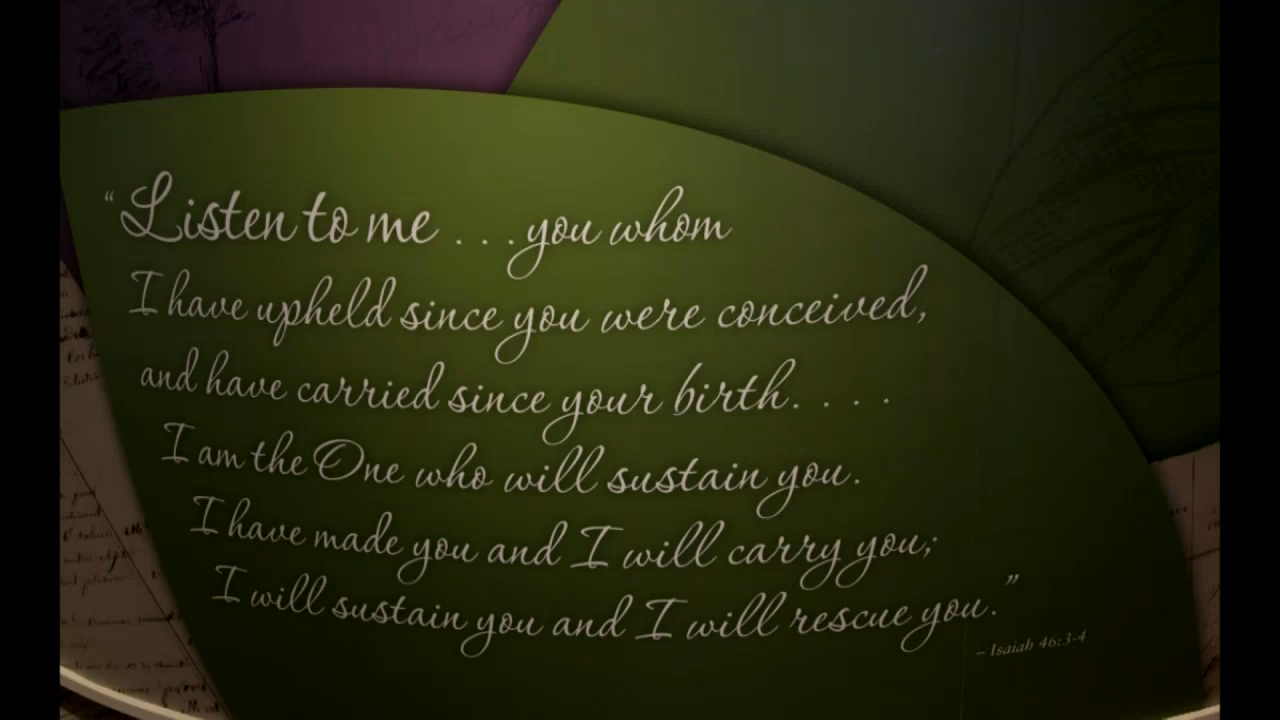 “Listen to me . . . you whom
I have upheld since you were conceived,
and have carried since your birth. . . .
I am the One who will sustain you.
I have made you and I will carry you;
I will sustain you and I will rescue you.”
– Isaiah 46:3-4